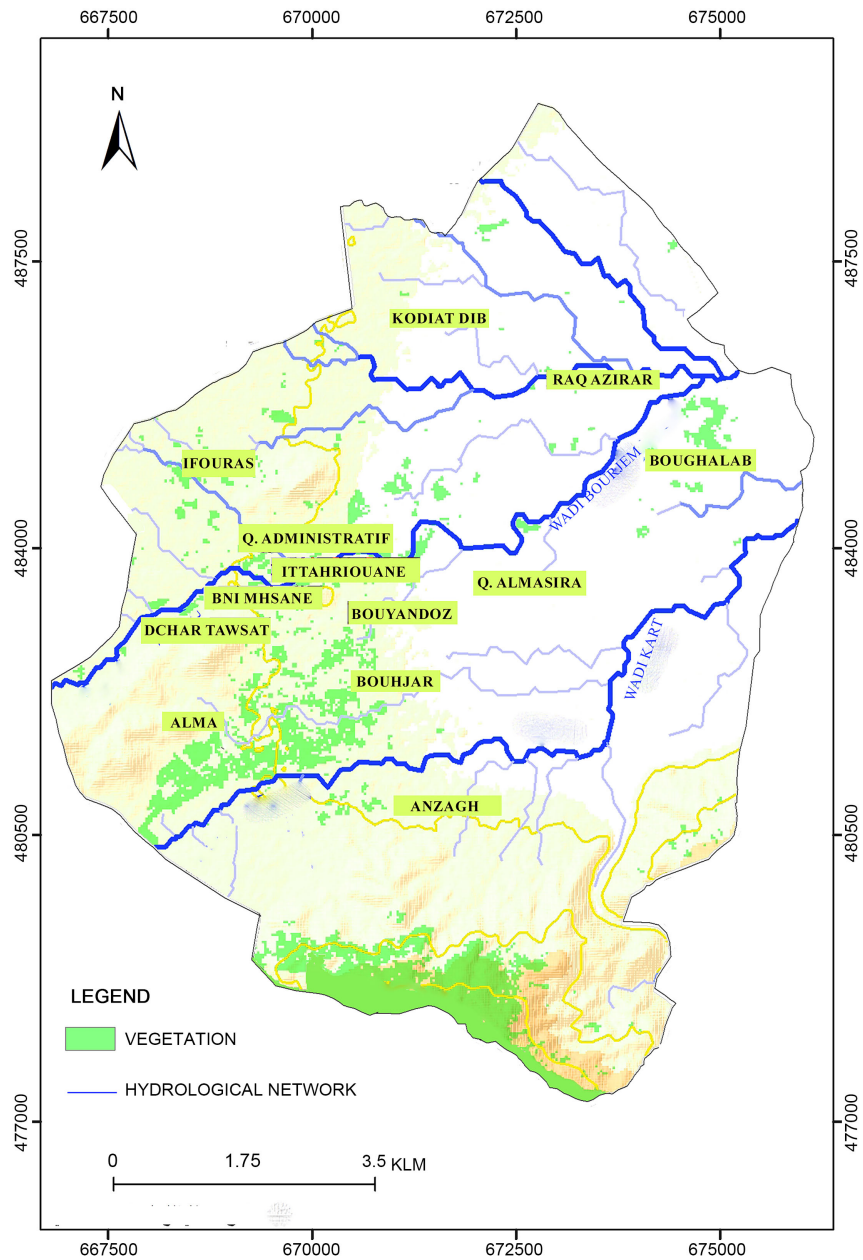 667500 670000 672500 675000
N
487500 487500
KODIAT DIB
RAQ AZIRAR
IFOURAS
BOUGHALAB
WADI BOURJEM
Q. ADMINISTRATIF
484000 484000
ITTAHRIOUANE
Q. ALMASIRA
BNI MHSANE
BOUYANDOZ
DCHAR TAWSAT
WADI KART
BOUHJAR
ALMA
ANZAGH
480500 480500
LEGEND
VEGETATION
HYDROLOGICAL NETWORK
477000 477000
0 1.75 3.5 KLM
667500 670000 672500 675000